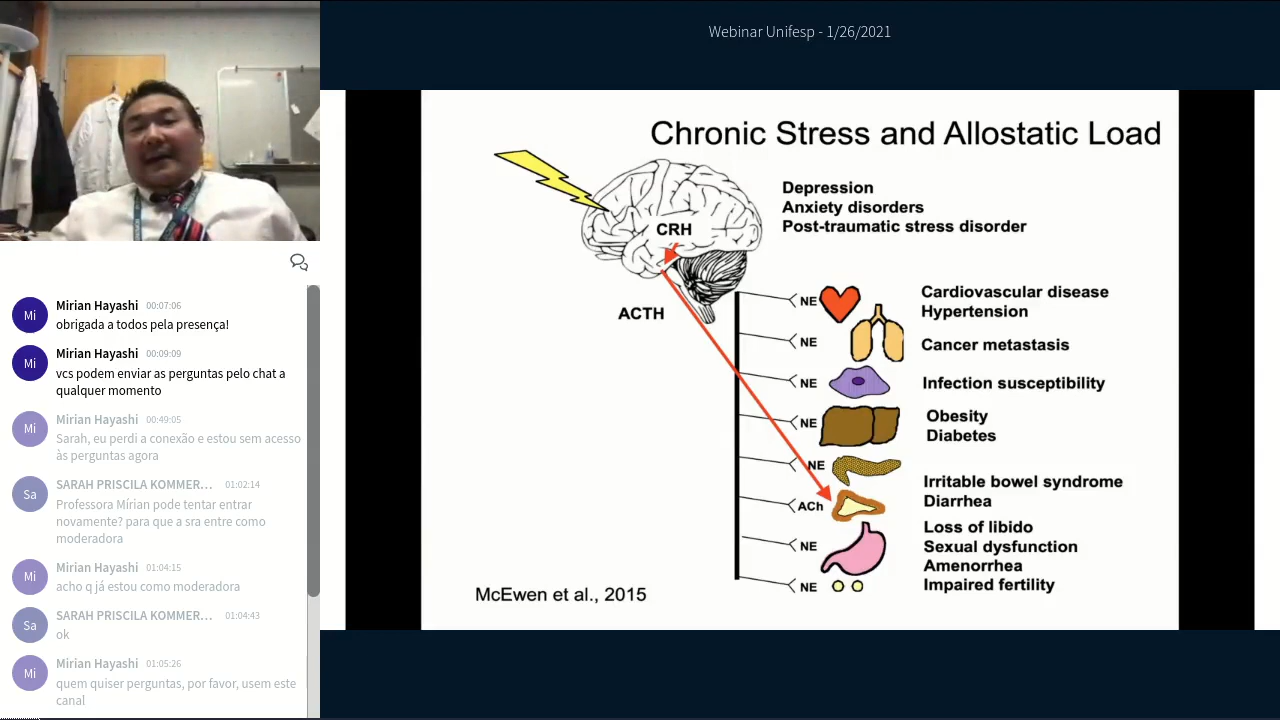 Webinar Unifesp - 1/26/2021
Mi
Mirian Hayashi 00:07:06
obrigada a todos pela presença!
Mi
Mirian Hayashi 00:09:09
vcs podem enviar as perguntas pelo chat a
qualquer momento
Mi
Mirian Hayashi 00:49:05
Sarah, eu perdi a conexão e estou sem acesso
às perguntas agora
Sa
SARAH PRISCILA KOMMER... 01:02:14
Professora Mírian pode tentar entrar
novamente? para que a sra entre como
moderadora
Mi
Mirian Hayashi 01:04:15
acho q já estou como moderadora
Sa
SARAH PRISCILA KOMMER... 01:04:43
ok
Mi
Mirian Hayashi 01:05:26
quem quiser perguntas, por favor, usem este
canal
Chronic Stress and Allostatic Load
Depression
Anxiety disorders
Post-traumatic stress disorder
CRH
ACTH
NE
Cardiovascular disease
Hypertension
NE
Cancer metastasis
NE
Infection susceptibility
NE
Obesity
Diabetes
NE
Irritable bowel syndrome
Diarrhea
ACh
Loss of libido
Sexual dysfunction
NE
Amenorrhea
Impaired fertility
NE
McEwen et al., 2015